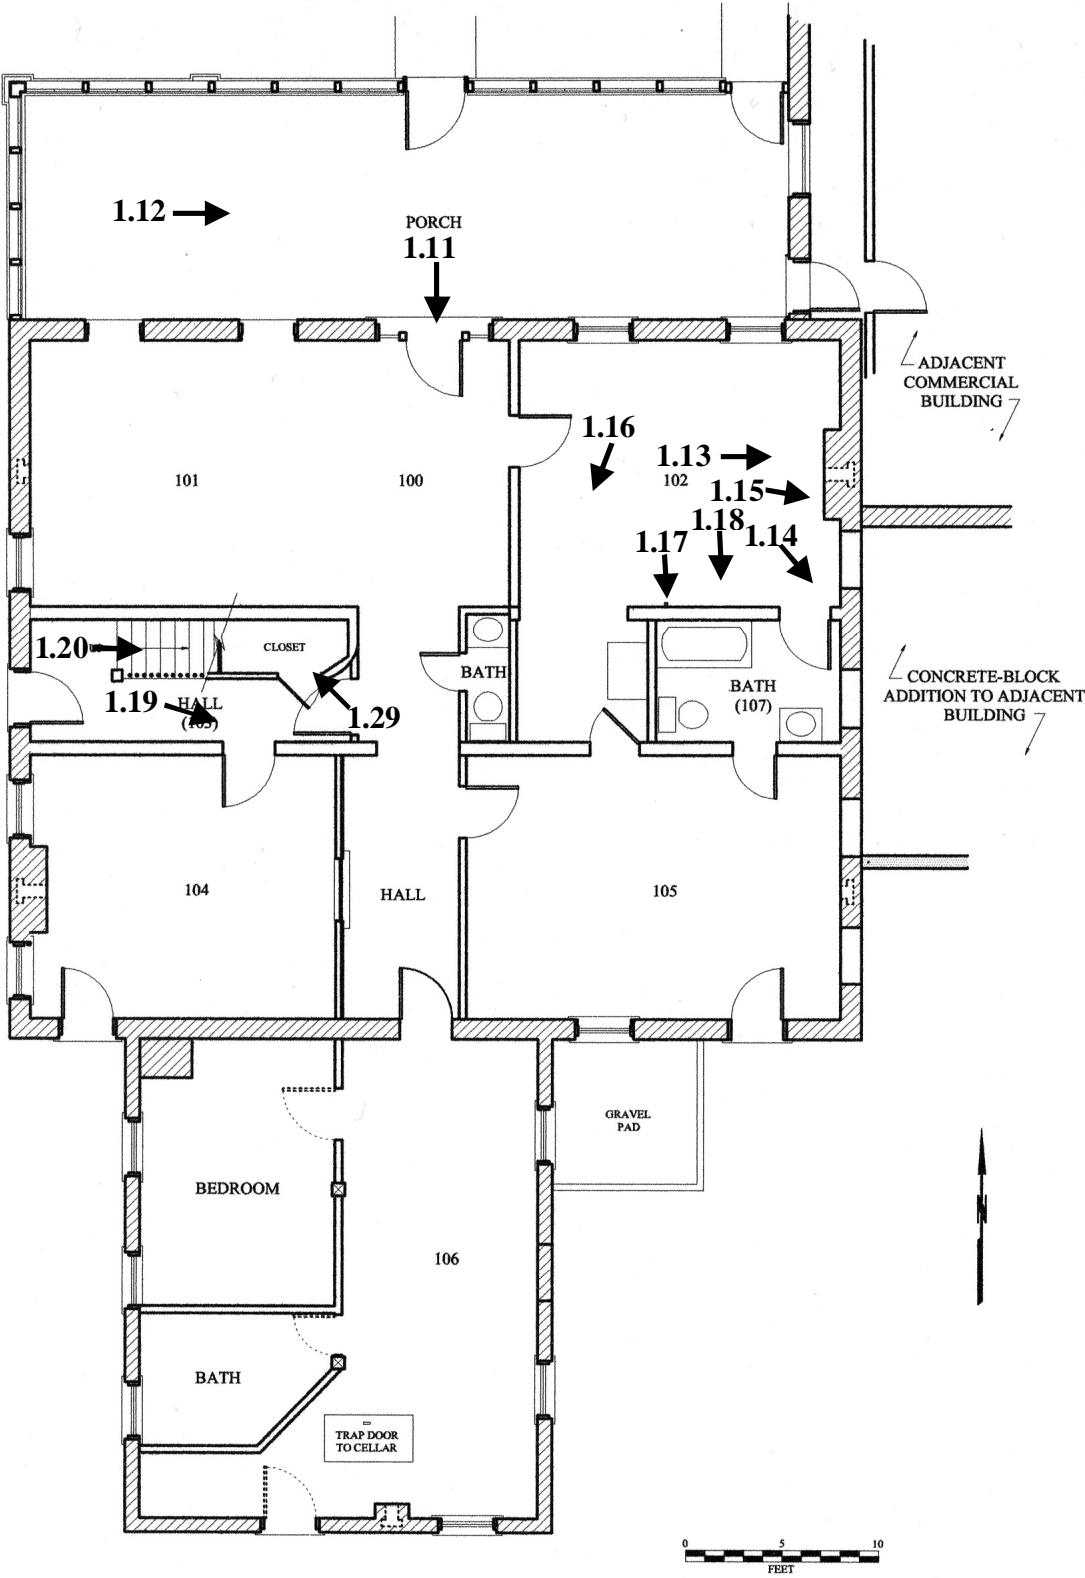 1.12
PORCH
1.11
ADJACENT
COMMERCIAL
BUILDING
1.16
1.13
101
100
102
1.15
1.18
1.17
1.14
1.20
CLOSET
BATH
1.19
HALL
(103)
1.29
BATH
(107)
CONCRETE-BLOCK
ADDITION TO ADJACENT
BUILDING
104
HALL
105
GRAVEL
PAD
BEDROOM
N
106
BATH
TRAP DOOR
TO CELLAR
0 5 10
FEET